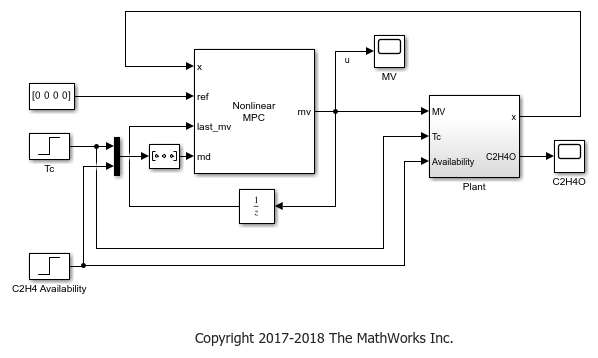 x
[0 0 0 0]
ref
Nonlinear
MPC
mv
last_mv
md
u
MV
MV
x
Tc
C2H4O
Availability
Plant
C2H4O
Tc
1
z
C2H4 Availability
Copyright 2017-2018 The MathWorks Inc.